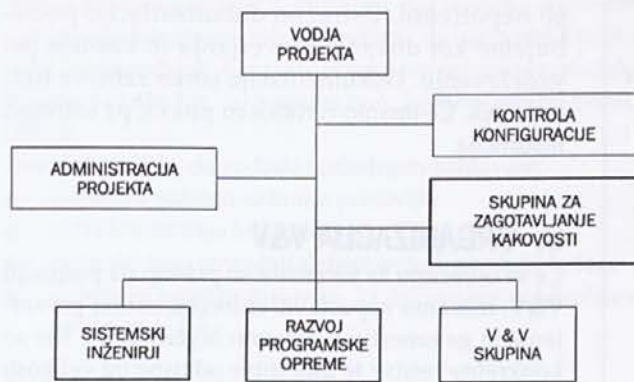 VODJA
PROJEKTA
KONTROLA
KONFIGURACIJE
ADMINISTRACIJA
PROJEKTA
SKUPINA ZA
ZAGOTAVLJANJE
KAKOVOSTI
SISTEMSKI
INŽENIRJI
RAZVOJ
PROGRAMSKE
OPREME
V & V
SKUPINA